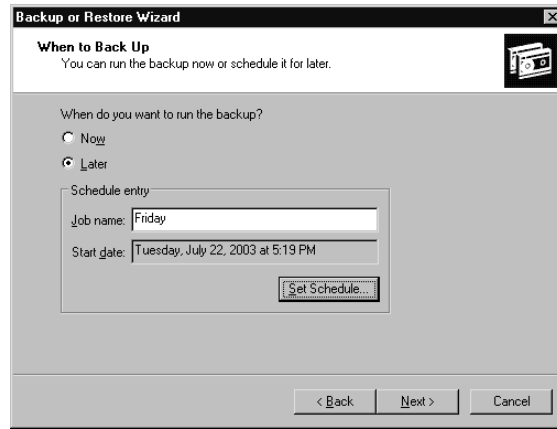 Backup or Restore Wizard
When to Back Up
You can run the backup now or schedule it for later.
When do you want to run the backup?
Now
Later
Schedule entry
Job name: Friday
Start date: Tuesday, July 22, 2003 at 5:19 PM
Set Schedule...
< Back Next > Cancel